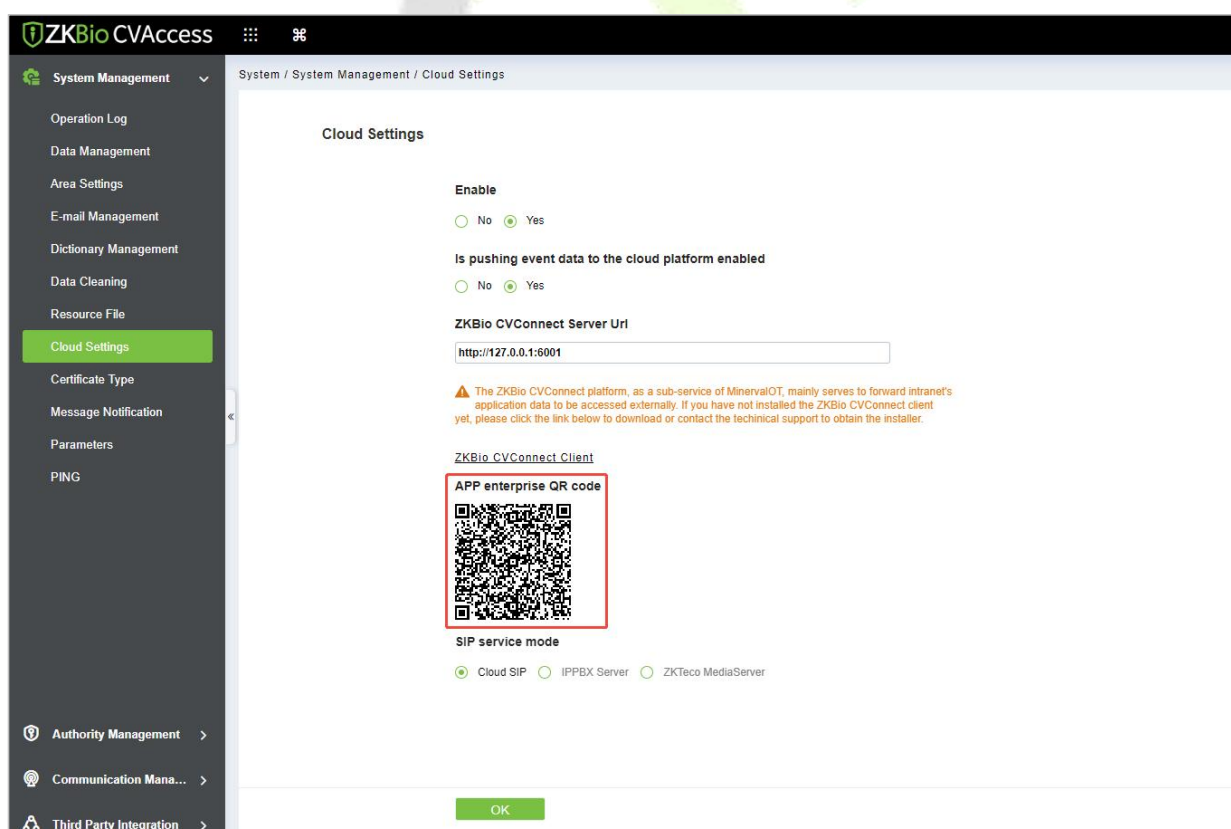 ZKBio CVAccess
System Management
Operation Log
Data Management
Area Settings
E-mail Management
Dictionary Management
Data Cleaning
Resource File
Cloud Settings
Certificate Type
Message Notification
Parameters
PING
Authority Management
Communication Mana...
Third Party Integration
System / System Management / Cloud Settings
Cloud Settings
Enable
No Yes
Is pushing event data to the cloud platform enabled
No Yes
ZKBio CVConnect Server Url
http://127.0.0.1:6001
The ZKBio CVConnect platform, as a sub-service of MinervaIOT, mainly serves to forward intranet's
application data to be accessed externally. If you have not installed the ZKBio CVConnect client
yet, please click the link below to download or contact the techinical support to obtain the installer.
ZKBio CVConnect Client
APP enterprise QR code
SIP service mode
Cloud SIP IPPBX Server ZKTeco MediaServer
OK